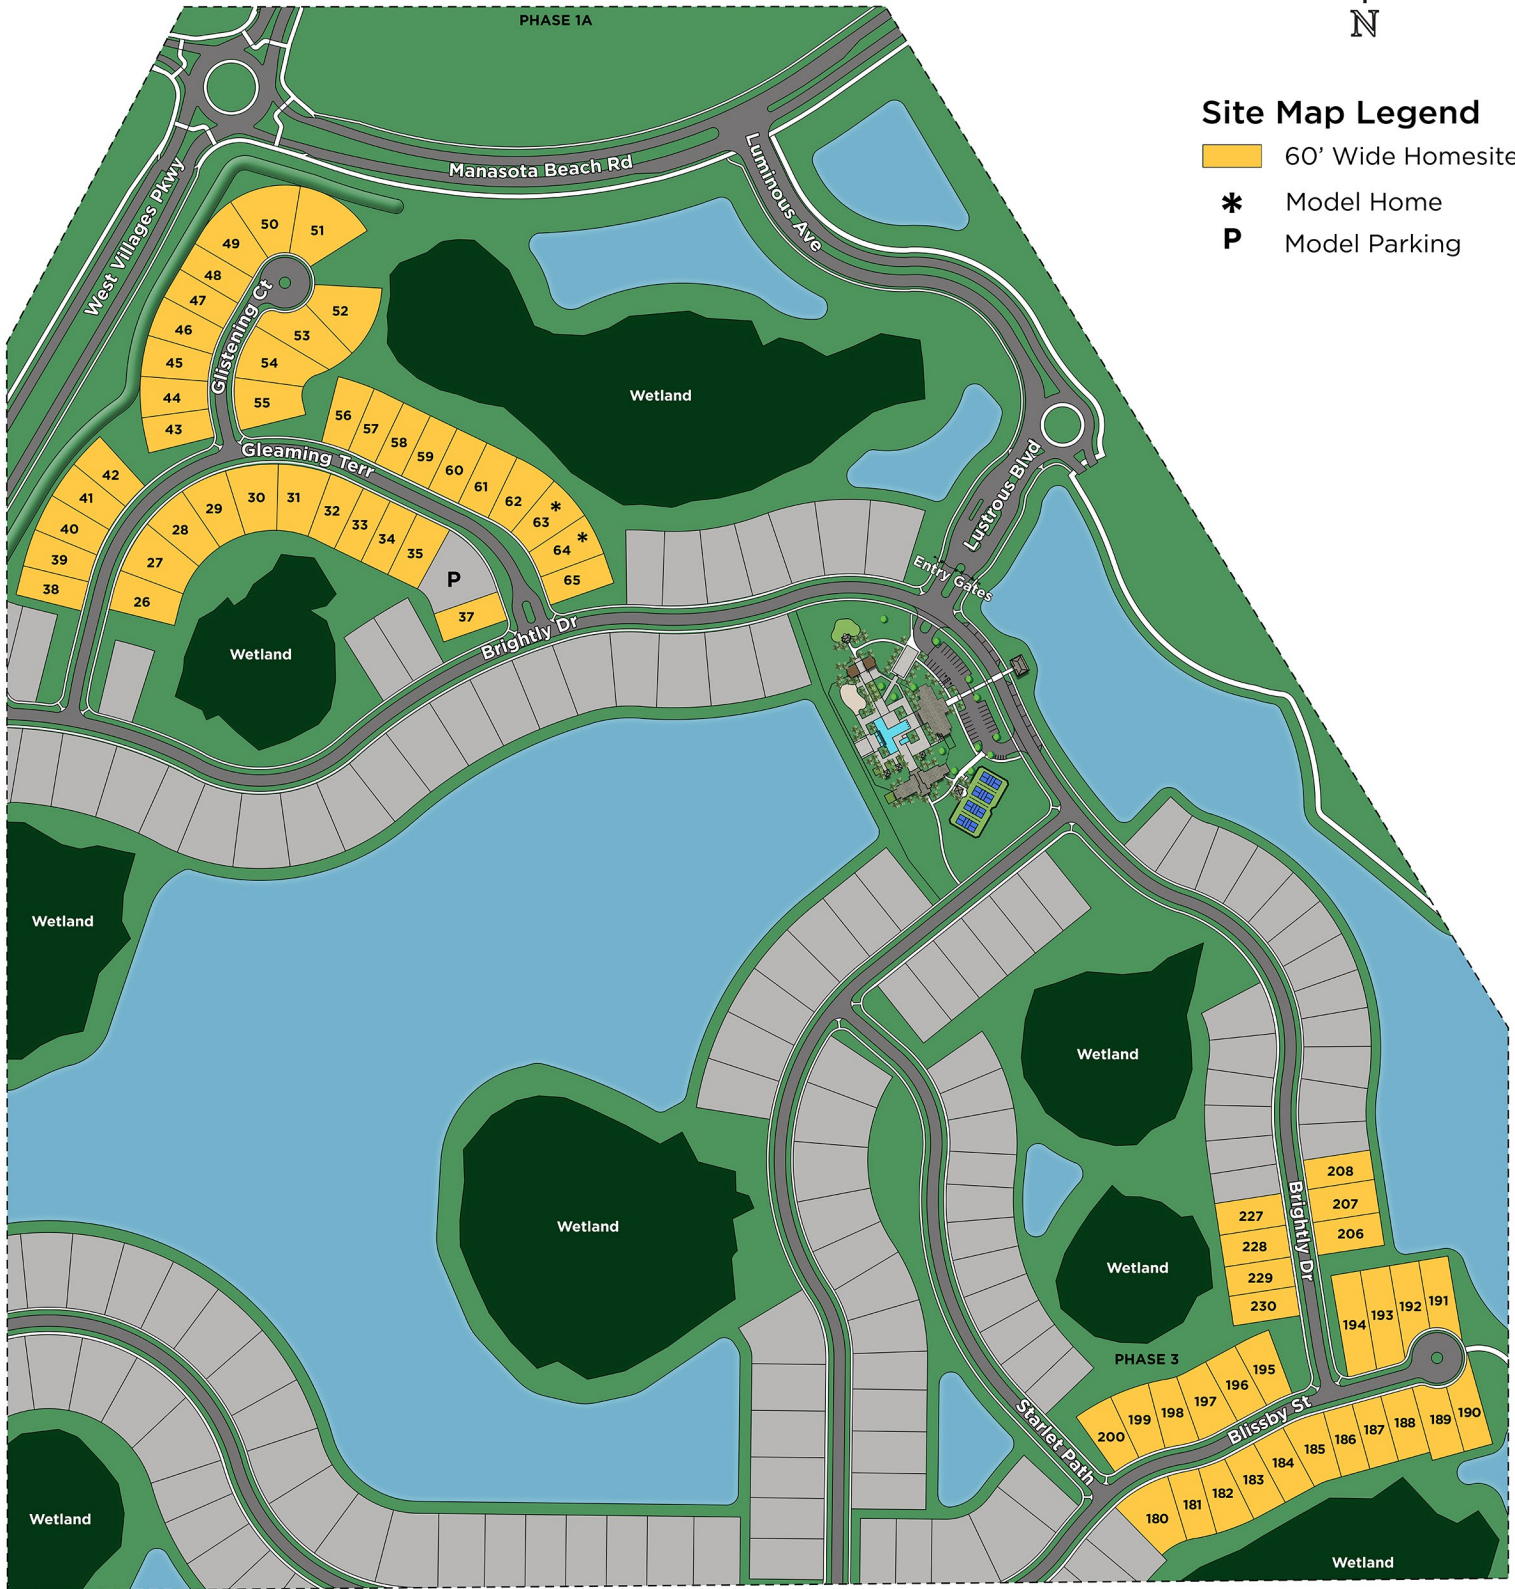 PHASE 1A
N
Site Map Legend
60' Wide Homesite
* Model Home
P Model Parking
Manasota Beach Rd
Luminous Ave
West Villages Pkwy
50
51
49
48
47
46
45
44
43
Glistening Ct
52
53
54
55
Wetland
56
57
58
59
60
61
62
63
*
64
*
65
Gleaming Terr
42
41
40
39
38
26
27
28
29
30
31
32
33
34
35
P
37
Lustrous Blvd
Entry Gates
Brightly Dr
Wetland
Wetland
Wetland
Wetland
208
207
206
227
228
229
230
Brightly Dr
Wetland
194
193
192
191
PHASE 3
195
196
197
198
199
200
Starlet Path
Blissby St
190
189
188
187
186
185
184
183
182
181
180
Wetland
Wetland